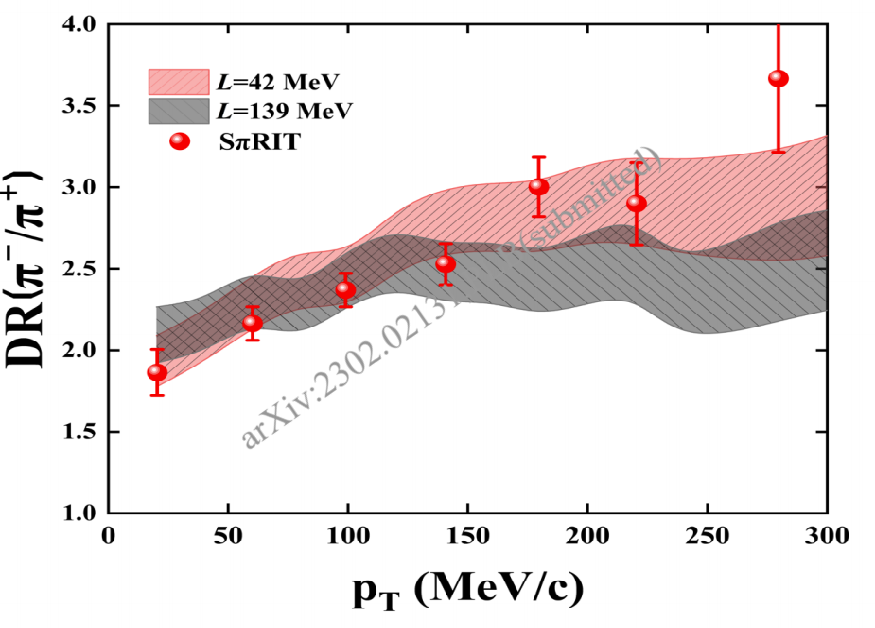 4.0
3.5
3.0
2.5
2.0
1.5
1.0
DR(π⁻/π⁺)
L=42 MeV
L=139 MeV
SπRIT
(submitted)
0
50
100
150
200
250
300
p_T (MeV/c)